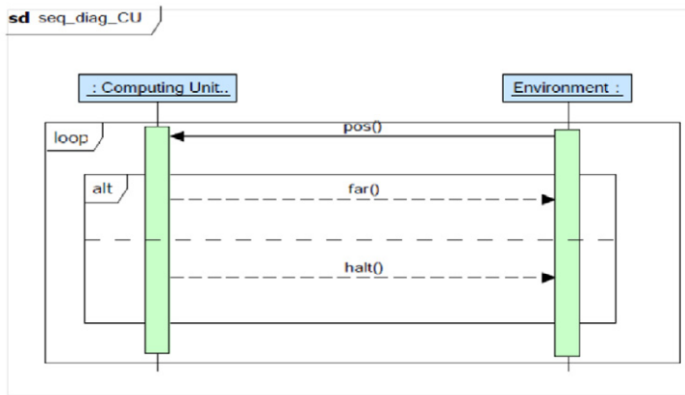 sd seq_diag_CU
: Computing Unit..
Environment :
loop
pos()
alt
far()
halt()